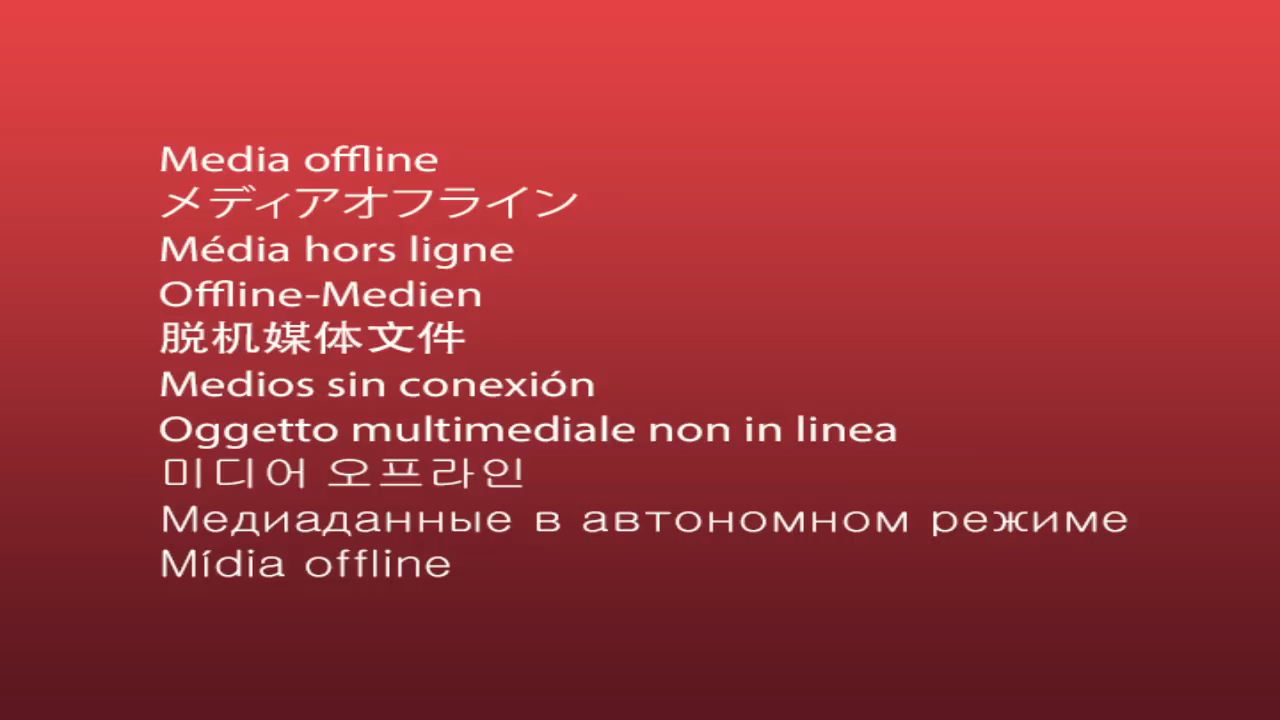 Media offline
メディアオフライン
Média hors ligne
Offline-Medien
脱机媒体文件
Medios sin conexión
Oggetto multimediale non in linea
미디어 오프라인
Медиаданные в автономном режиме
Mídia offline